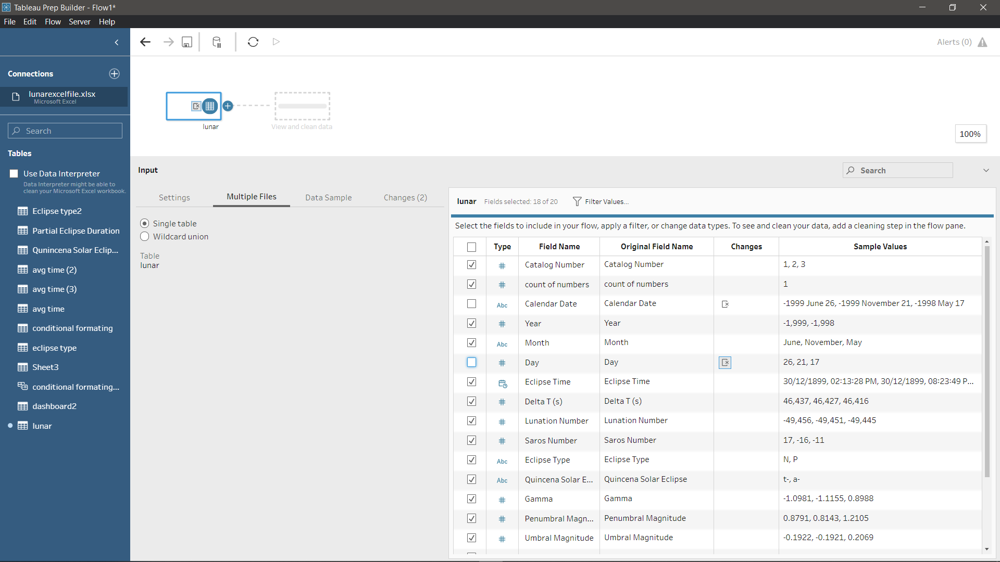 Tableau Prep Builder - Flow1*
File Edit Flow Server Help
Alerts (0)
Connections
lunarexcelfile.xlsx
Microsoft Excel
Search
Tables
Use Data Interpreter
Data Interpreter might be able to
clean your Microsoft Excel workbook.
Eclipse type2
Partial Eclipse Duration
Qunincena Solar Eclip...
avg time (2)
avg time (3)
avg time
conditional formating
eclipse type
Sheet3
conditional formating...
dashboard2
lunar
lunar
View and clean data
100%
Input
Search
Settings Multiple Files Data Sample Changes (2)
Single table
Wildcard union
Table
lunar
lunar Fields selected: 18 of 20 Filter Values...
Select the fields to include in your flow, apply a filter, or change data types. To see and clean your data, add a cleaning step in the flow pane.
Type Field Name Original Field Name Changes Sample Values
# Catalog Number Catalog Number 1, 2, 3
# count of numbers count of numbers 1
Abc Calendar Date Calendar Date -1999 June 26, -1999 November 21, -1998 May 17
# Year Year -1,999, -1,998
Abc Month Month June, November, May
# Day Day 26, 21, 17
Eclipse Time Eclipse Time 30/12/1899, 02:13:28 PM, 30/12/1899, 08:23:49 P...
# Delta T (s) Delta T (s) 46,437, 46,427, 46,416
# Lunation Number Lunation Number -49,456, -49,451, -49,445
# Saros Number Saros Number 17, -16, -11
Abc Eclipse Type Eclipse Type N, P
Abc Quincena Solar E... Quincena Solar Eclipse t-, a-
# Gamma Gamma -1.0981, -1.1155, 0.8988
# Penumbral Magn... Penumbral Magnitude 0.8791, 0.8143, 1.2105
# Umbral Magnitude Umbral Magnitude -0.1922, -0.1921, 0.2069